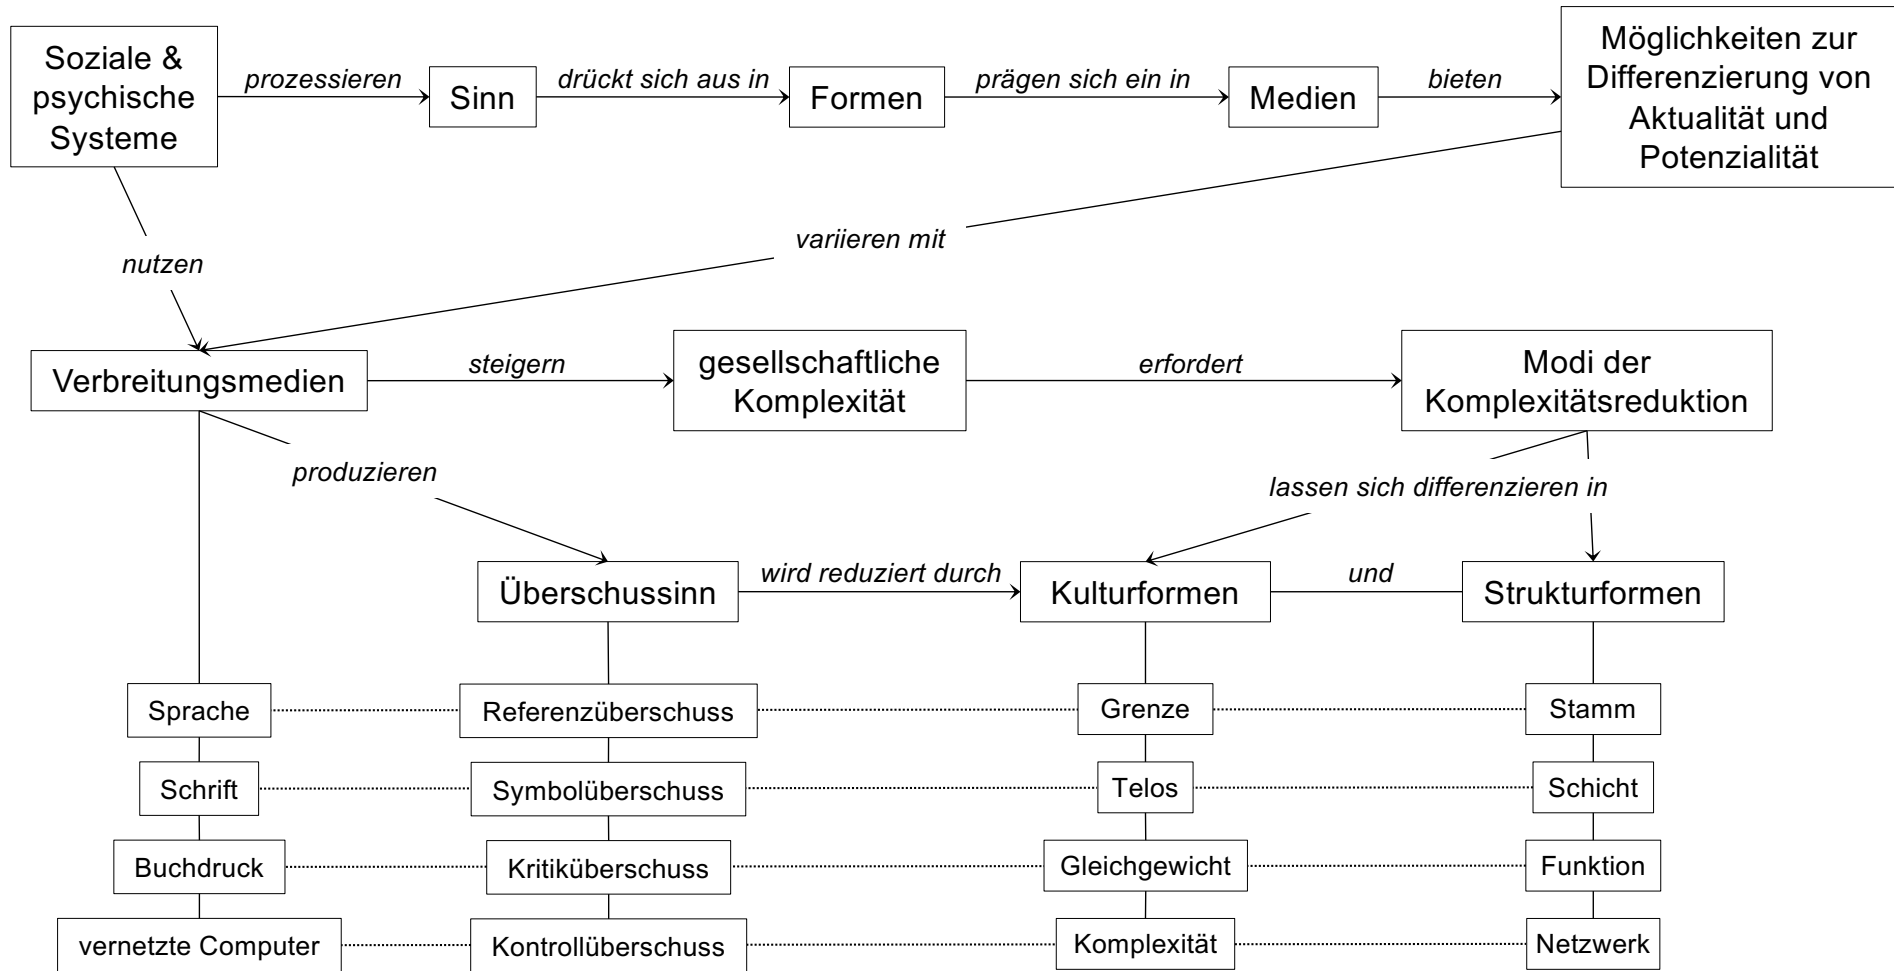 Soziale &
psychische
Systeme
prozessieren
Sinn
drückt sich aus in
Formen
prägen sich ein in
Medien
bieten
Möglichkeiten zur
Differenzierung von
Aktualität und
Potenzialität
nutzen
variieren mit
Verbreitungsmedien
steigern
gesellschaftliche
Komplexität
erfordert
Modi der
Komplexitätsreduktion
produzieren
lassen sich differenzieren in
Überschussinn
wird reduziert durch
Kulturformen
und
Strukturformen
Sprache
Referenzüberschuss
Grenze
Stamm
Schrift
Symbolüberschuss
Telos
Schicht
Buchdruck
Kritiküberschuss
Gleichgewicht
Funktion
vernetzte Computer
Kontrollüberschuss
Komplexität
Netzwerk